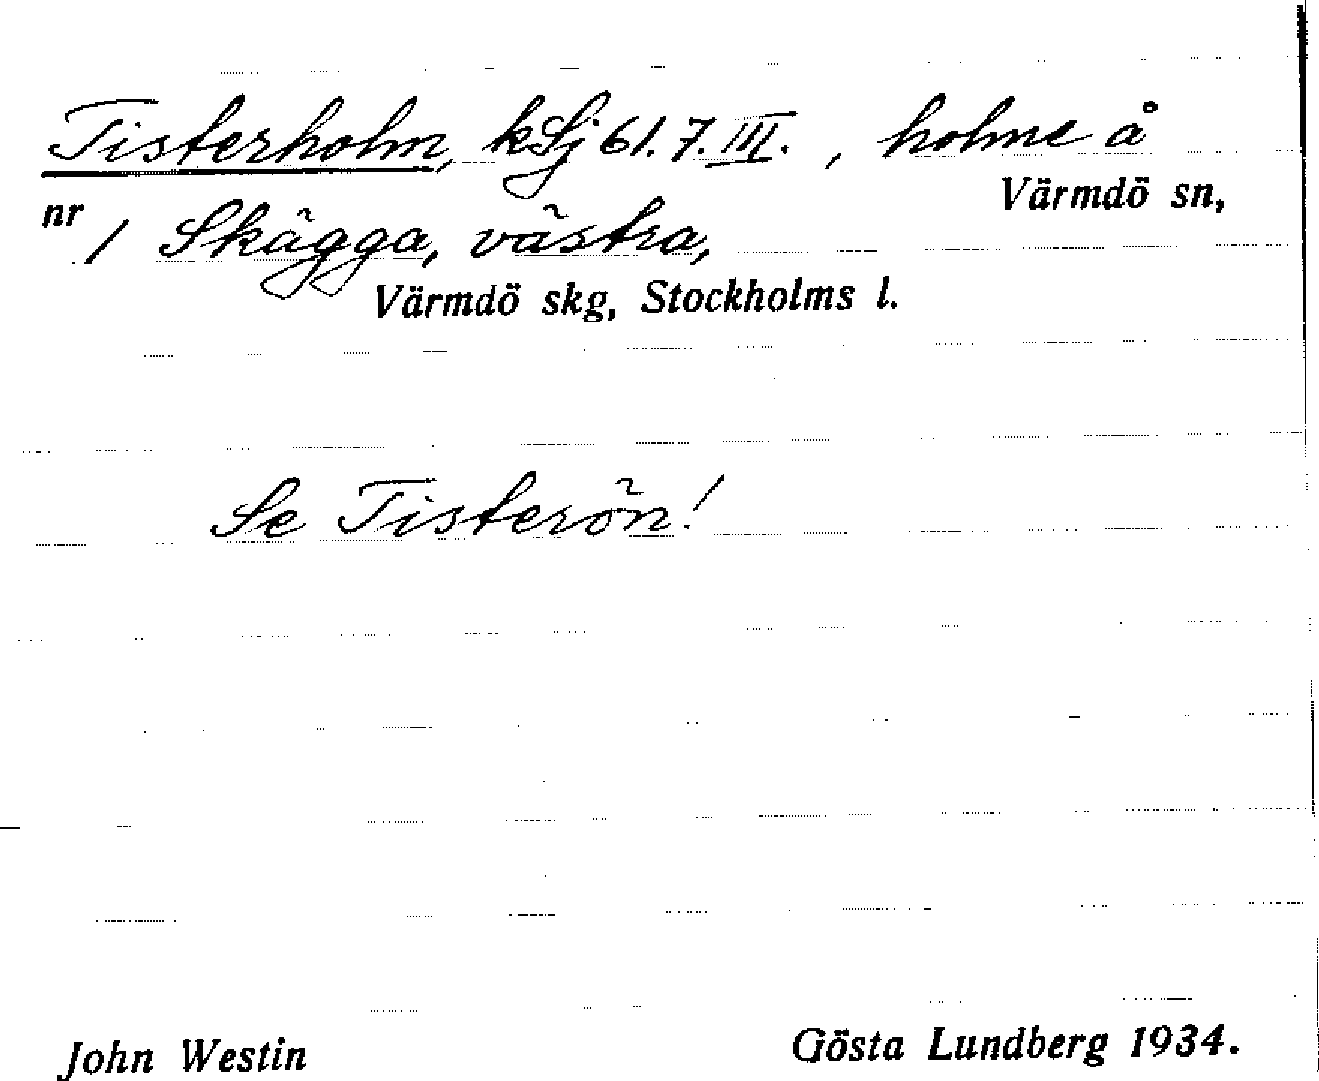 Tisterholm, kSj 61. 7. III. , holme å
Värmdö sn,
nr 1 Skägga, västra,
Värmdö skg, Stockholms l.
Se Tisterön!
John Westin
Gösta Lundberg 1934.